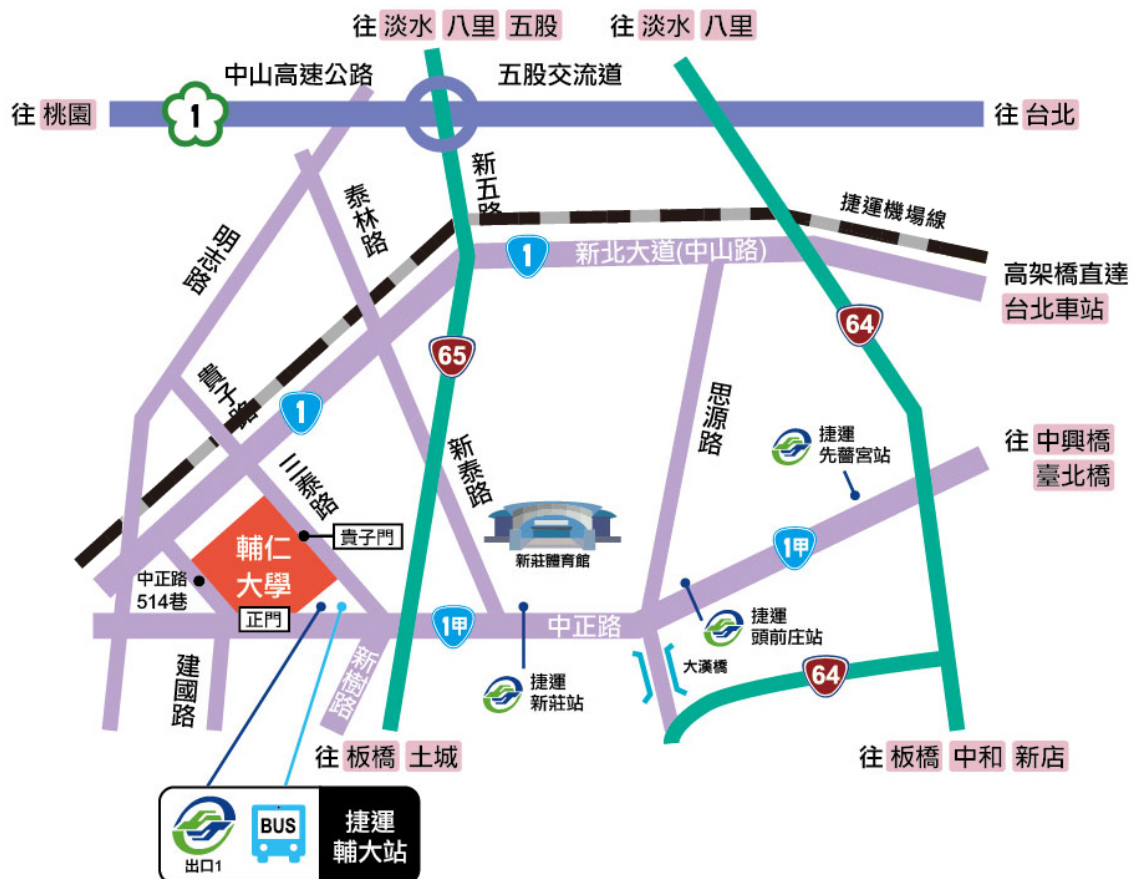 往 淡水 八里 五股
往 淡水 八里
中山高速公路
五股交流道
往 桃園
1
往 台北
新五路
泰林路
明志路
捷運機場線
1
新北大道(中山路)
高架橋直達
台北車站
65
64
貴子路
1
思源路
捷運
先嗇宮站
往 中興橋
臺北橋
新泰路
三泰路
貴子門
輔仁
大學
新莊體育館
1甲
中正路
514巷
正門
1甲
中正路
捷運
頭前庄站
大漢橋
64
建國路
新樹路
捷運
新莊站
往 板橋 土城
往 板橋 中和 新店
BUS
捷運
輔大站
出口1